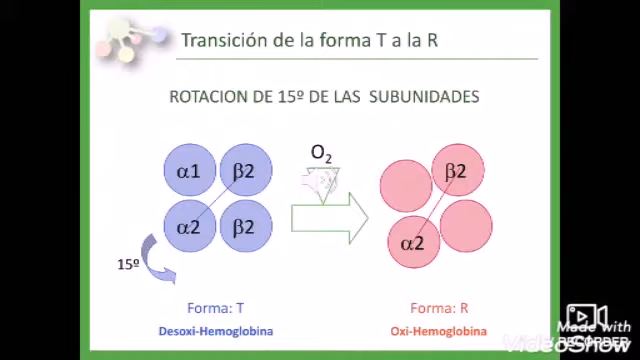 Transición de la forma T a la R
ROTACION DE 15º DE LAS SUBUNIDADES
α1 β2
α2 β2
15º
O2
β2
α2
Forma: T
Desoxi-Hemoglobina
Forma: R
Oxi-Hemoglobina
Made with
RECORDER
VideoShow